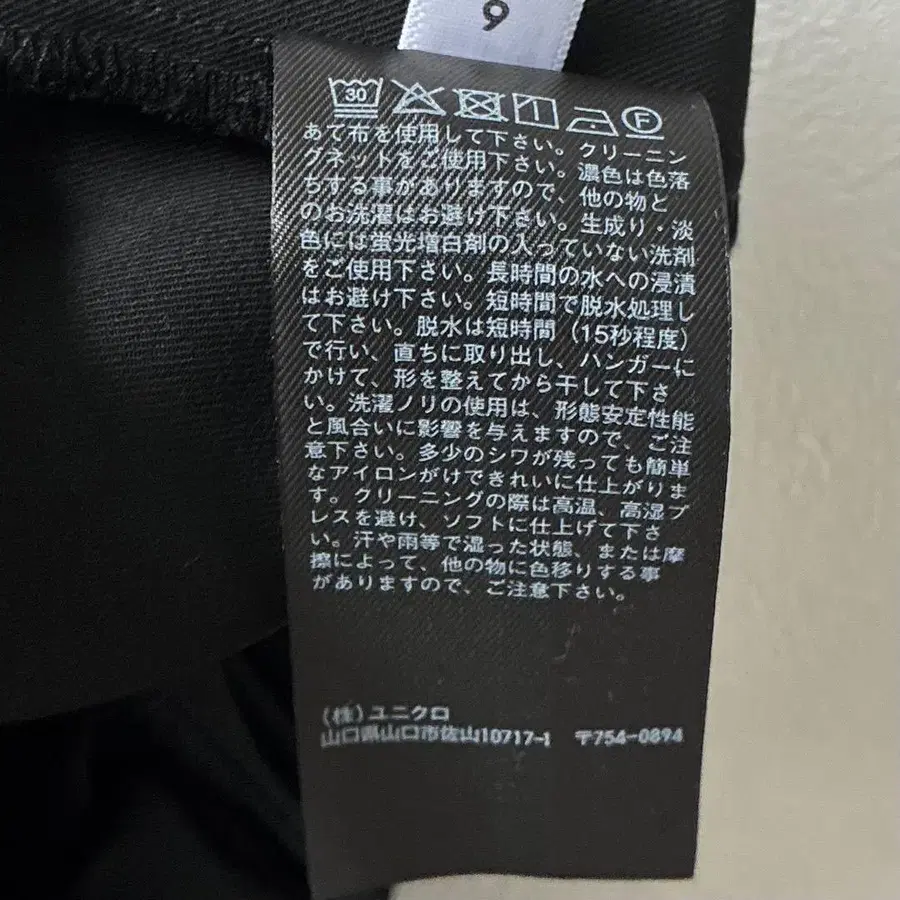 9
30 F
あて布を使用して下さい。クリーニン
グネットをご使用下さい。濃色は色落
ちする事がありますので、他の物と
のお洗濯はお避け下さい。生成り・淡
色には蛍光増白剤の入っていない洗剤
をご使用下さい。長時間の水への浸漬
はお避け下さい。短時間で脱水処理し
て下さい。脱水は短時間（15秒程度）
で行い、直ちに取り出し、ハンガーに
かけて、形を整えてから干して下さ
い。洗濯ノリの使用は、形態安定性能
と風合いに影響を与えますので、ご注
意下さい。多少のシワが残っても簡単
なアイロンがけできれいに仕上がりま
す。クリーニングの際は高温、高湿プ
レスを避け、ソフトに仕上げて下さ
い。汗や雨等で湿った状態、または摩
擦によって、他の物に色移りする事
がありますので、ご注意下さい。
(株)ユニクロ
山口県山口市佐山10717-1 〒754-0894